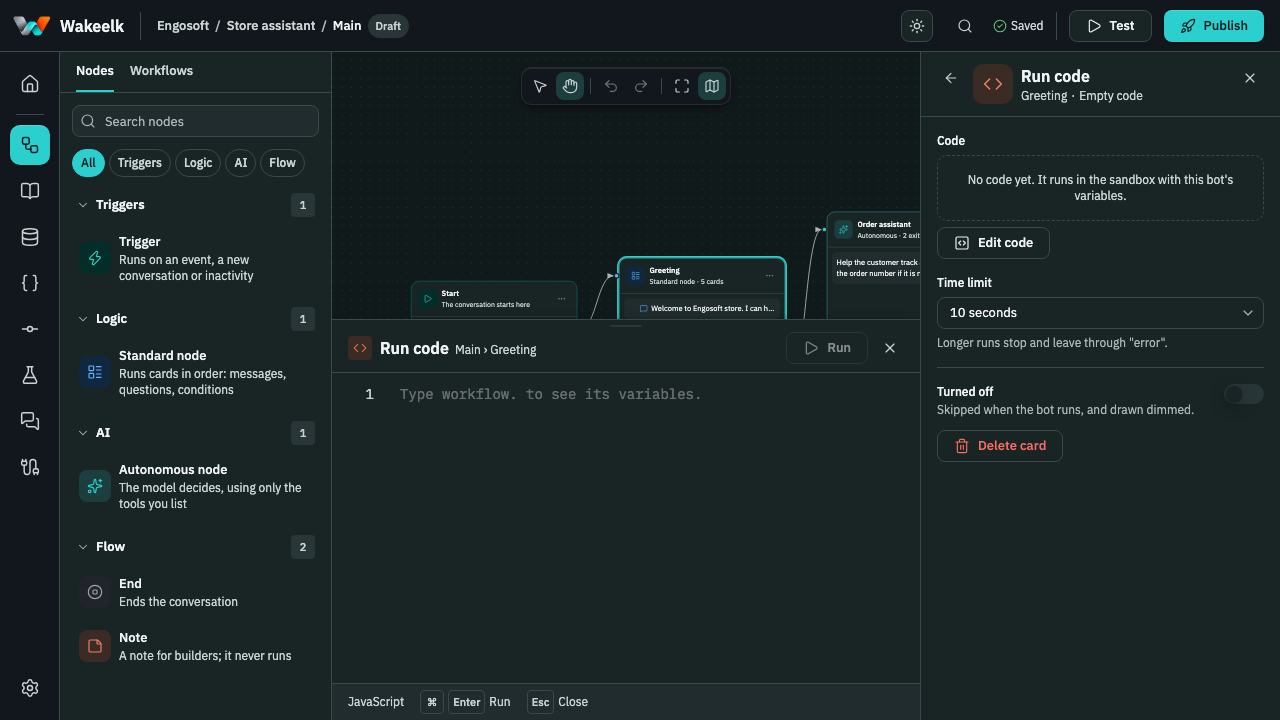 Wakeelk
Engosoft / Store assistant / Main Draft
Saved
Test
Publish
Nodes Workflows
Search nodes
All Triggers Logic AI Flow
Triggers 1
Trigger
Runs on an event, a new
conversation or inactivity
Logic 1
Standard node
Runs cards in order: messages,
questions, conditions
AI 1
Autonomous node
The model decides, using only the
tools you list
Flow 2
End
Ends the conversation
Note
A note for builders; it never runs
Start
The conversation starts here
Greeting
Standard node · 5 cards
Welcome to Engosoft store. I can h...
Order assistant
Autonomous · 2 exit
Help the customer track
the order number if it is r
Run code Main › Greeting
Run
1 Type workflow. to see its variables.
JavaScript ⌘ Enter Run Esc Close
Run code
Greeting · Empty code
Code
No code yet. It runs in the sandbox with this bot's
variables.
Edit code
Time limit
10 seconds
Longer runs stop and leave through "error".
Turned off
Skipped when the bot runs, and drawn dimmed.
Delete card